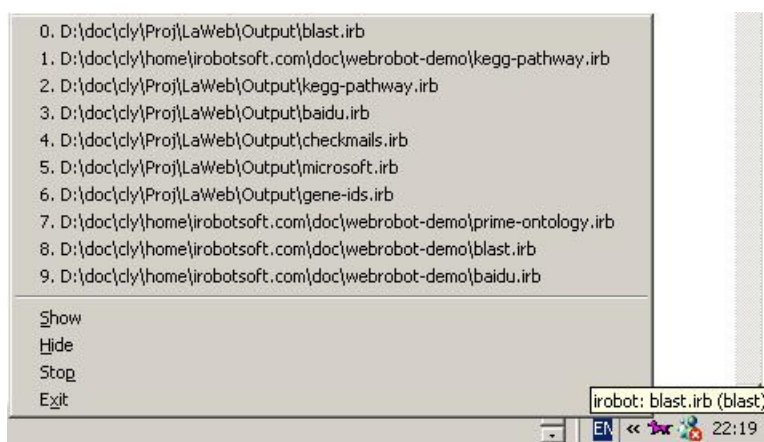 0. D:\doc\cly\Proj\LaWeb\Output\blast.irb
1. D:\doc\cly\home\irobotsoft.com\doc\webrobot-demo\kegg-pathway.irb
2. D:\doc\cly\Proj\LaWeb\Output\kegg-pathway.irb
3. D:\doc\cly\Proj\LaWeb\Output\baidu.irb
4. D:\doc\cly\Proj\LaWeb\Output\checkmails.irb
5. D:\doc\cly\Proj\LaWeb\Output\microsoft.irb
6. D:\doc\cly\Proj\LaWeb\Output\gene-ids.irb
7. D:\doc\cly\home\irobotsoft.com\doc\webrobot-demo\prime-ontology.irb
8. D:\doc\cly\home\irobotsoft.com\doc\webrobot-demo\blast.irb
9. D:\doc\cly\home\irobotsoft.com\doc\webrobot-demo\baidu.irb
Show
Hide
Stop
Exit
irobot: blast.irb (blast)
EN « 22:19